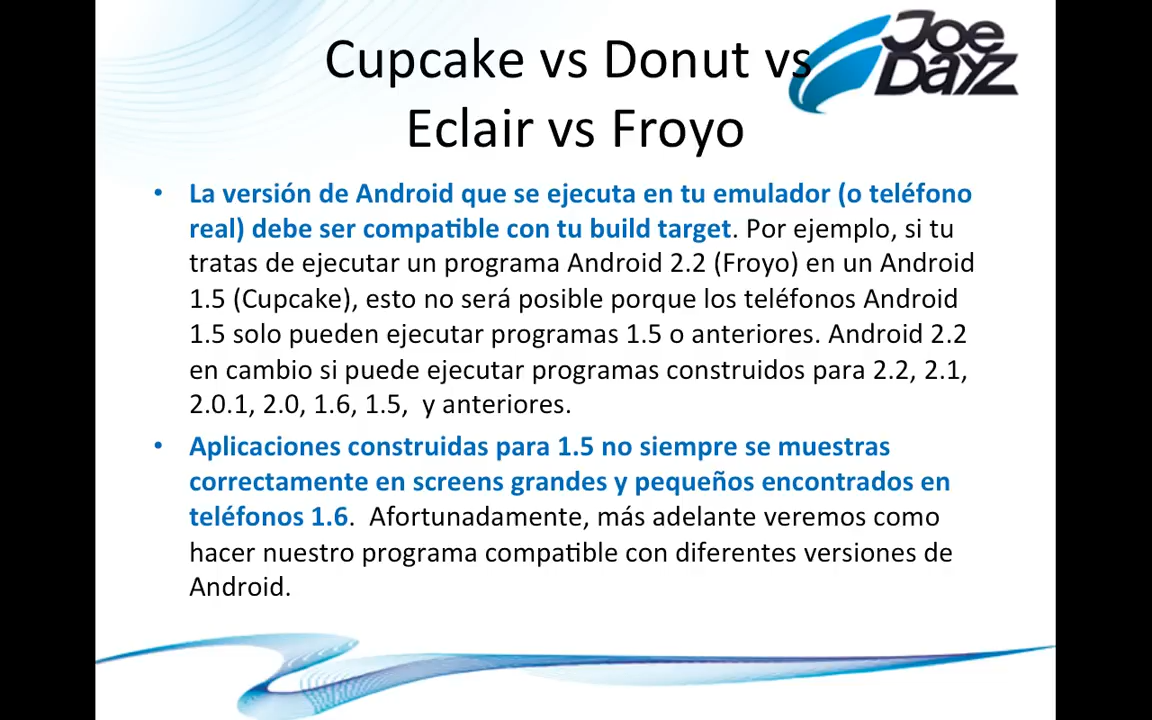 Cupcake vs Donut vs
Eclair vs Froyo
Joe
Dayz
• La versión de Android que se ejecuta en tu emulador (o teléfono
real) debe ser compatible con tu build target. Por ejemplo, si tu
tratas de ejecutar un programa Android 2.2 (Froyo) en un Android
1.5 (Cupcake), esto no será posible porque los teléfonos Android
1.5 solo pueden ejecutar programas 1.5 o anteriores. Android 2.2
en cambio si puede ejecutar programas construidos para 2.2, 2.1,
2.0.1, 2.0, 1.6, 1.5,  y anteriores.
• Aplicaciones construidas para 1.5 no siempre se muestras
correctamente en screens grandes y pequeños encontrados en
teléfonos 1.6.  Afortunadamente, más adelante veremos como
hacer nuestro programa compatible con diferentes versiones de
Android.